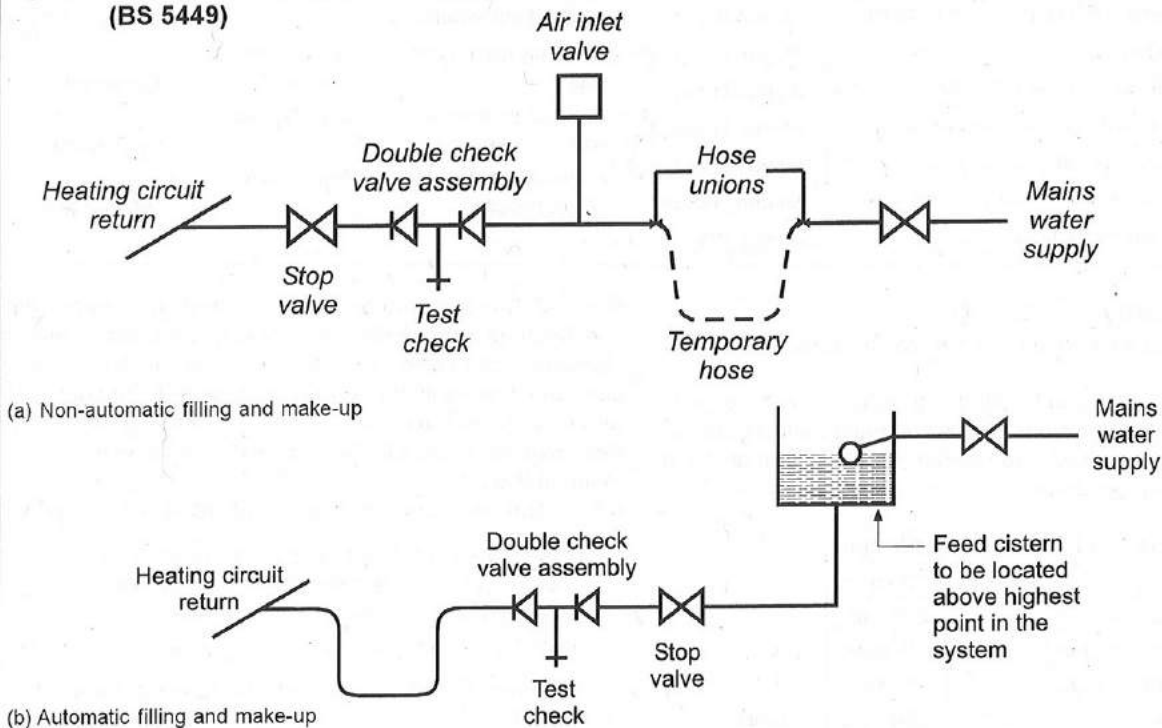 (BS 5449)
Air inlet
valve
Double check
valve assembly
Hose
unions
Heating circuit
return
Mains
water
supply
Stop
valve
Test
check
Temporary
hose
(a) Non-automatic filling and make-up
Mains
water
supply
Double check
valve assembly
Heating circuit
return
Feed cistern
to be located
above highest
point in the
system
Stop
valve
Test
check
(b) Automatic filling and make-up